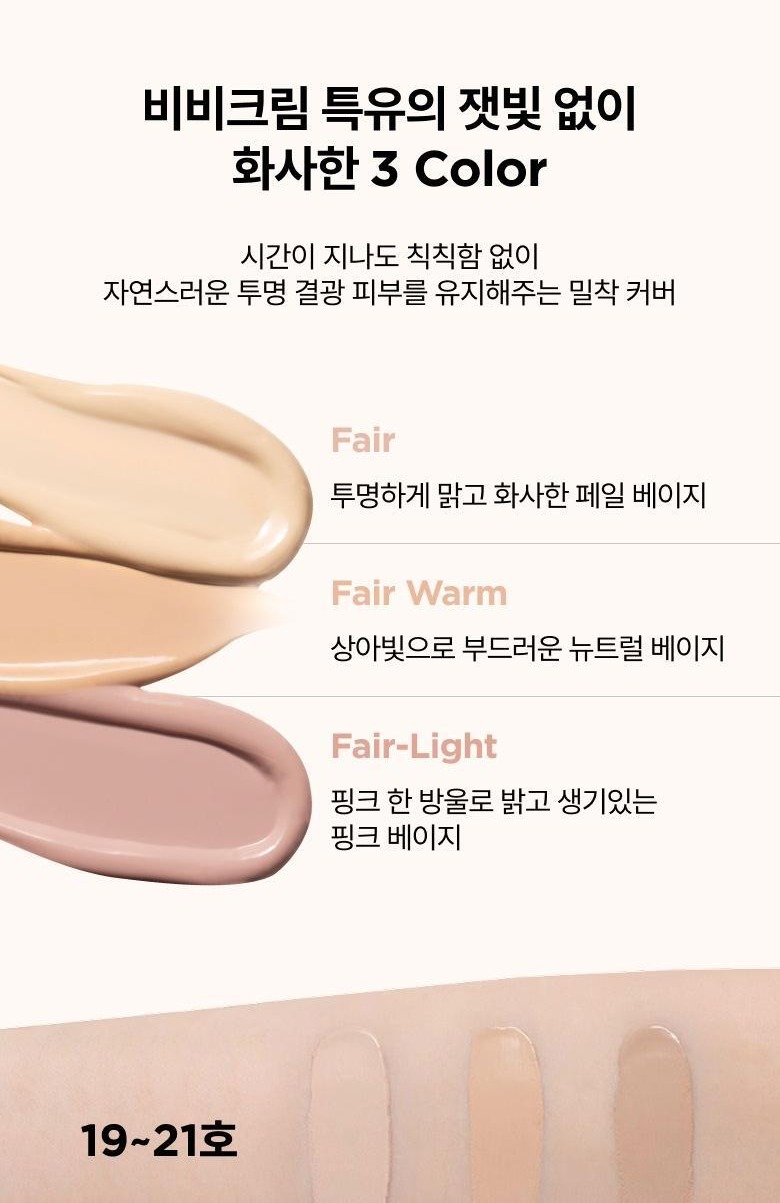 비비크림 특유의 잿빛 없이
화사한 3 Color
시간이 지나도 칙칙함 없이
자연스러운 투명 결광 피부를 유지해주는 밀착 커버
Fair
투명하게 맑고 화사한 페일 베이지
Fair Warm
상아빛으로 부드러운 뉴트럴 베이지
Fair-Light
핑크 한 방울로 밝고 생기있는
핑크 베이지
19~21호